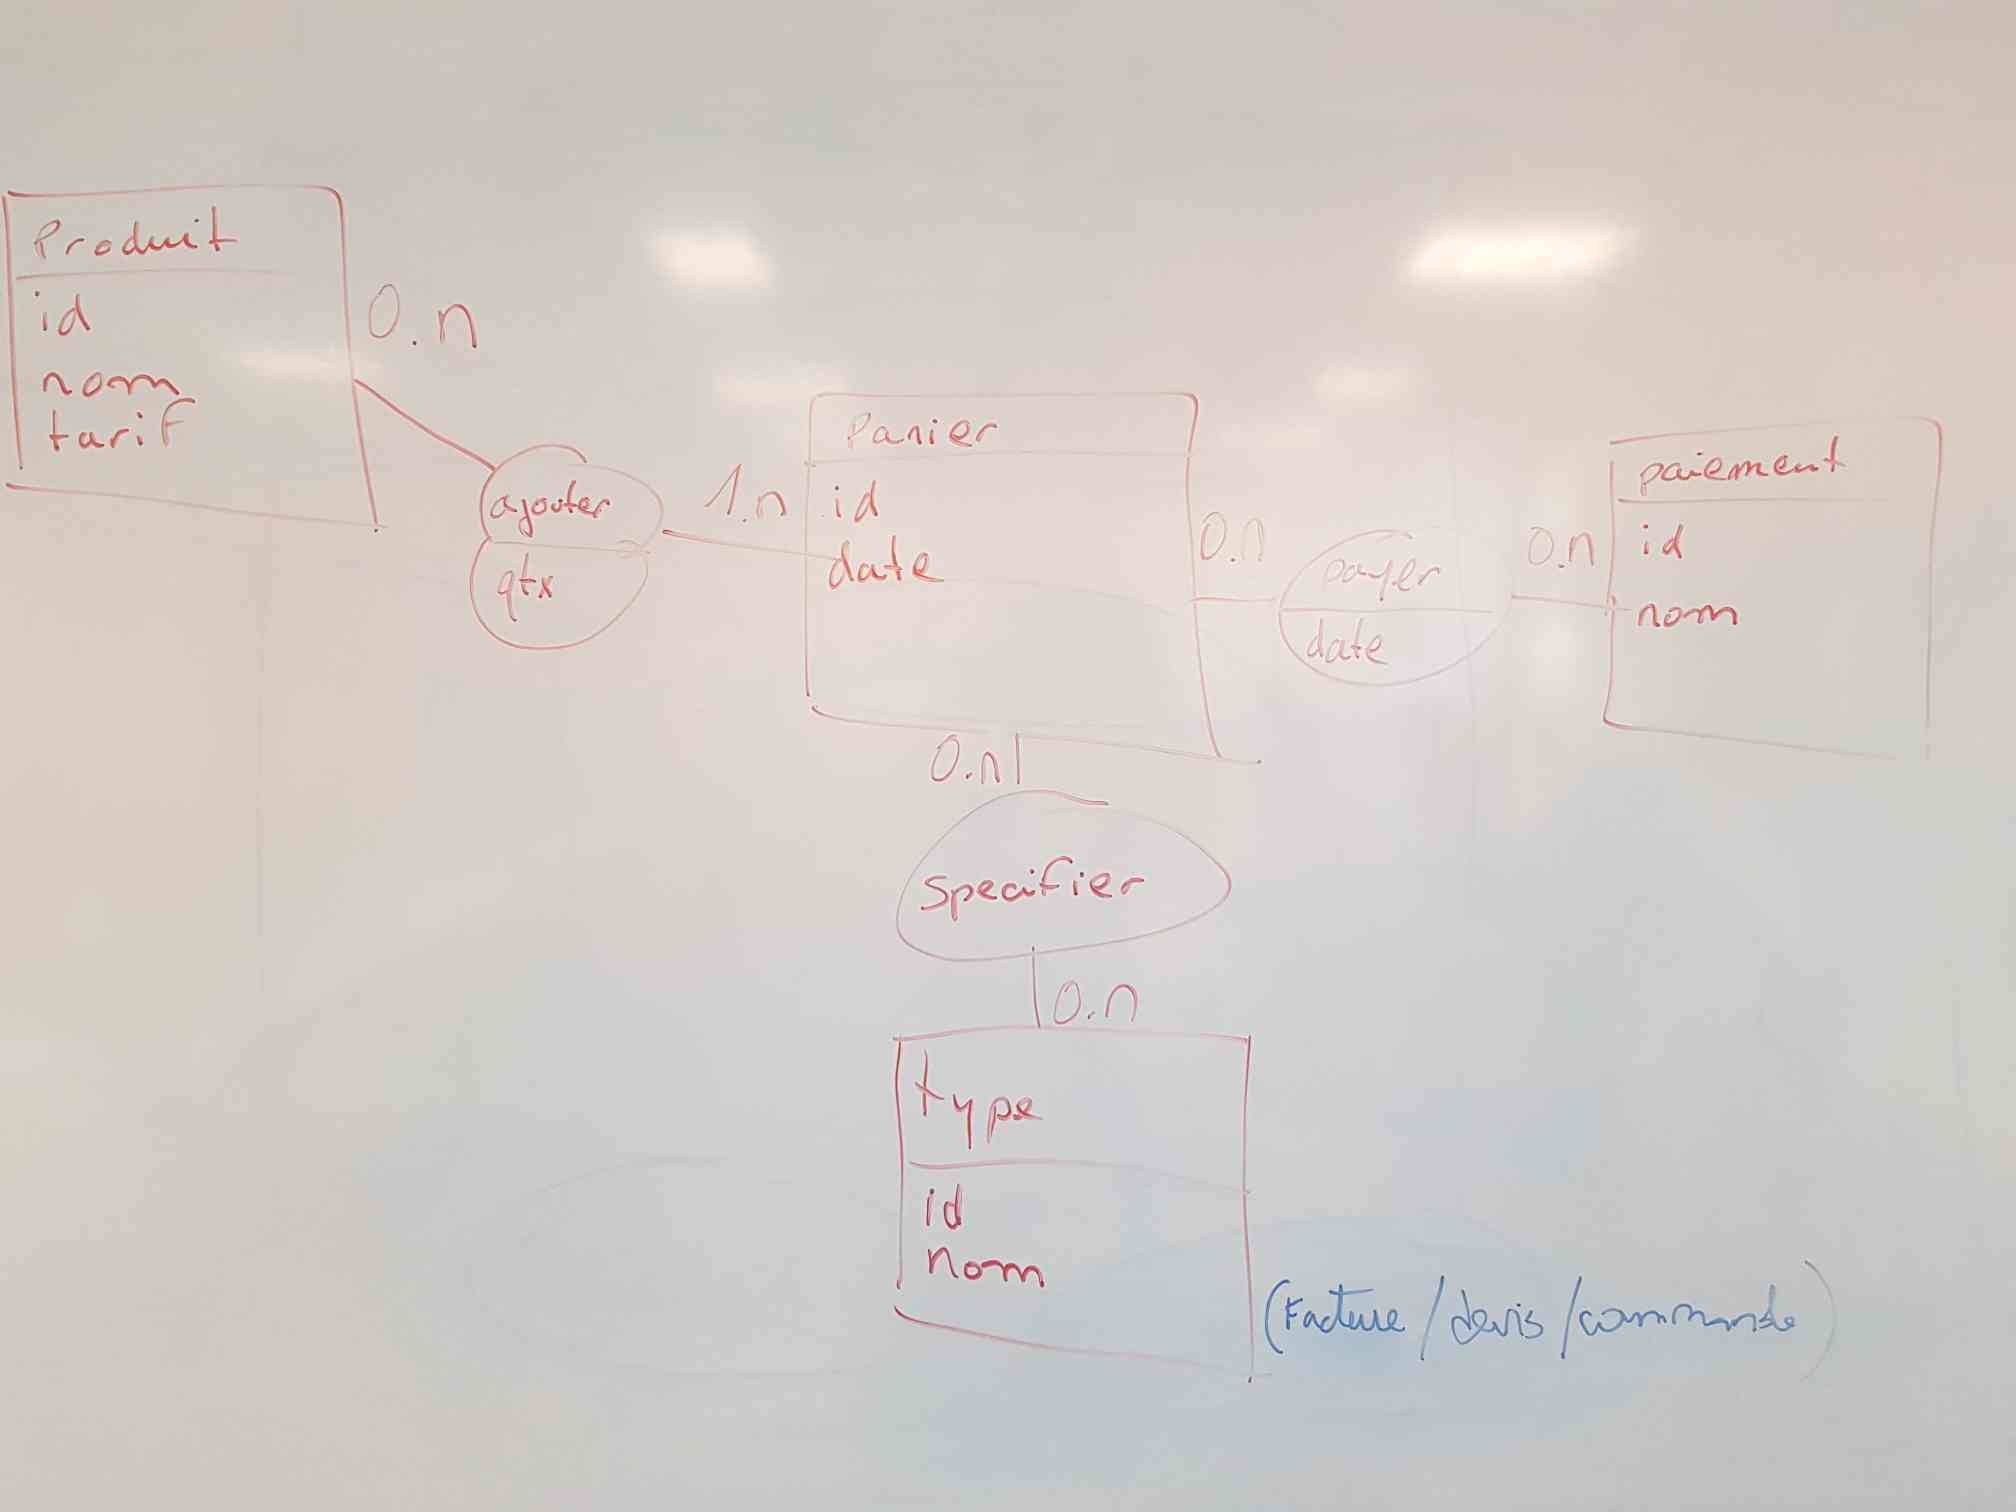 Produit
id
nom
tarif
0.n
ajouter
qtx
1.n
Panier
id
date
0.n
payer
date
0.n
paiement
id
nom
0.n
Specifier
0.n
type
id
nom
(Facture / devis / commande)